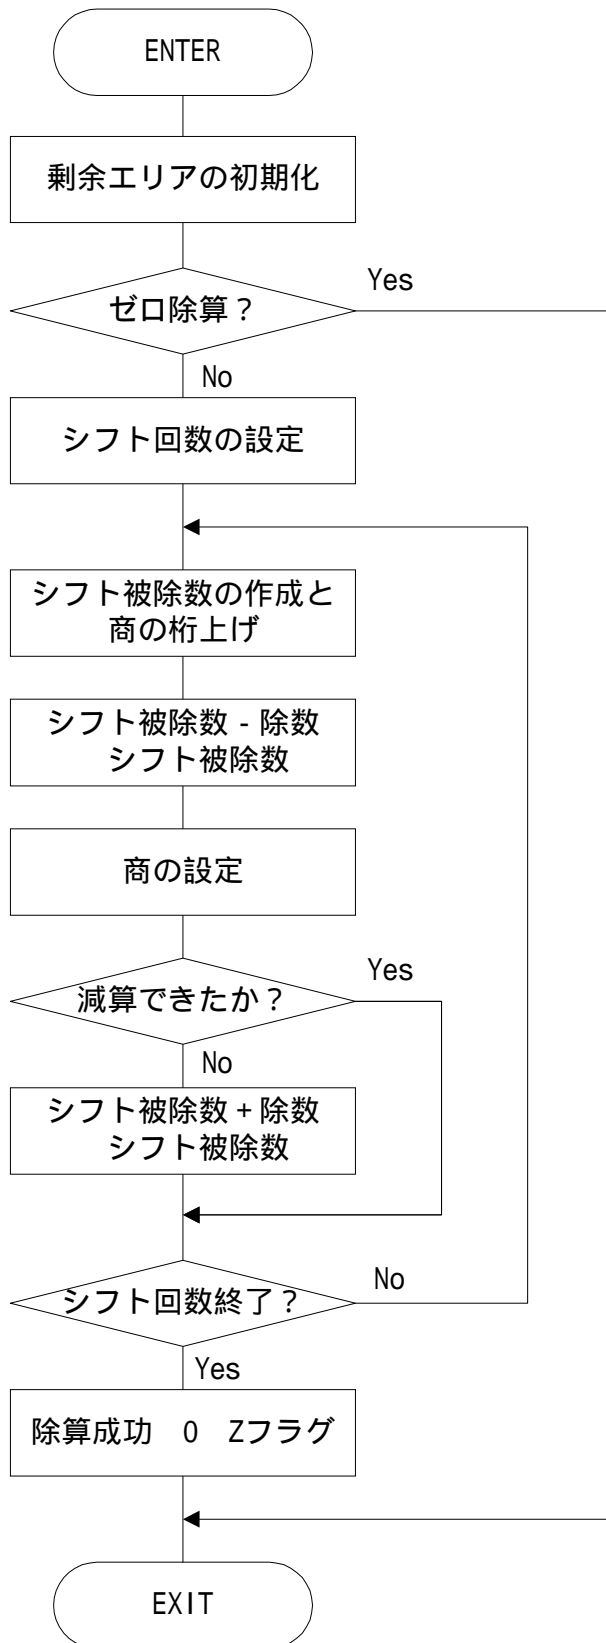 ENTER
剰余エリアの初期化
ゼロ除算？
Yes
No
シフト回数の設定
シフト被除数の作成と
商の桁上げ
シフト被除数 - 除数
シフト被除数
商の設定
減算できたか？
Yes
No
シフト被除数 + 除数
シフト被除数
シフト回数終了？
No
Yes
除算成功　0　Zフラグ
EXIT